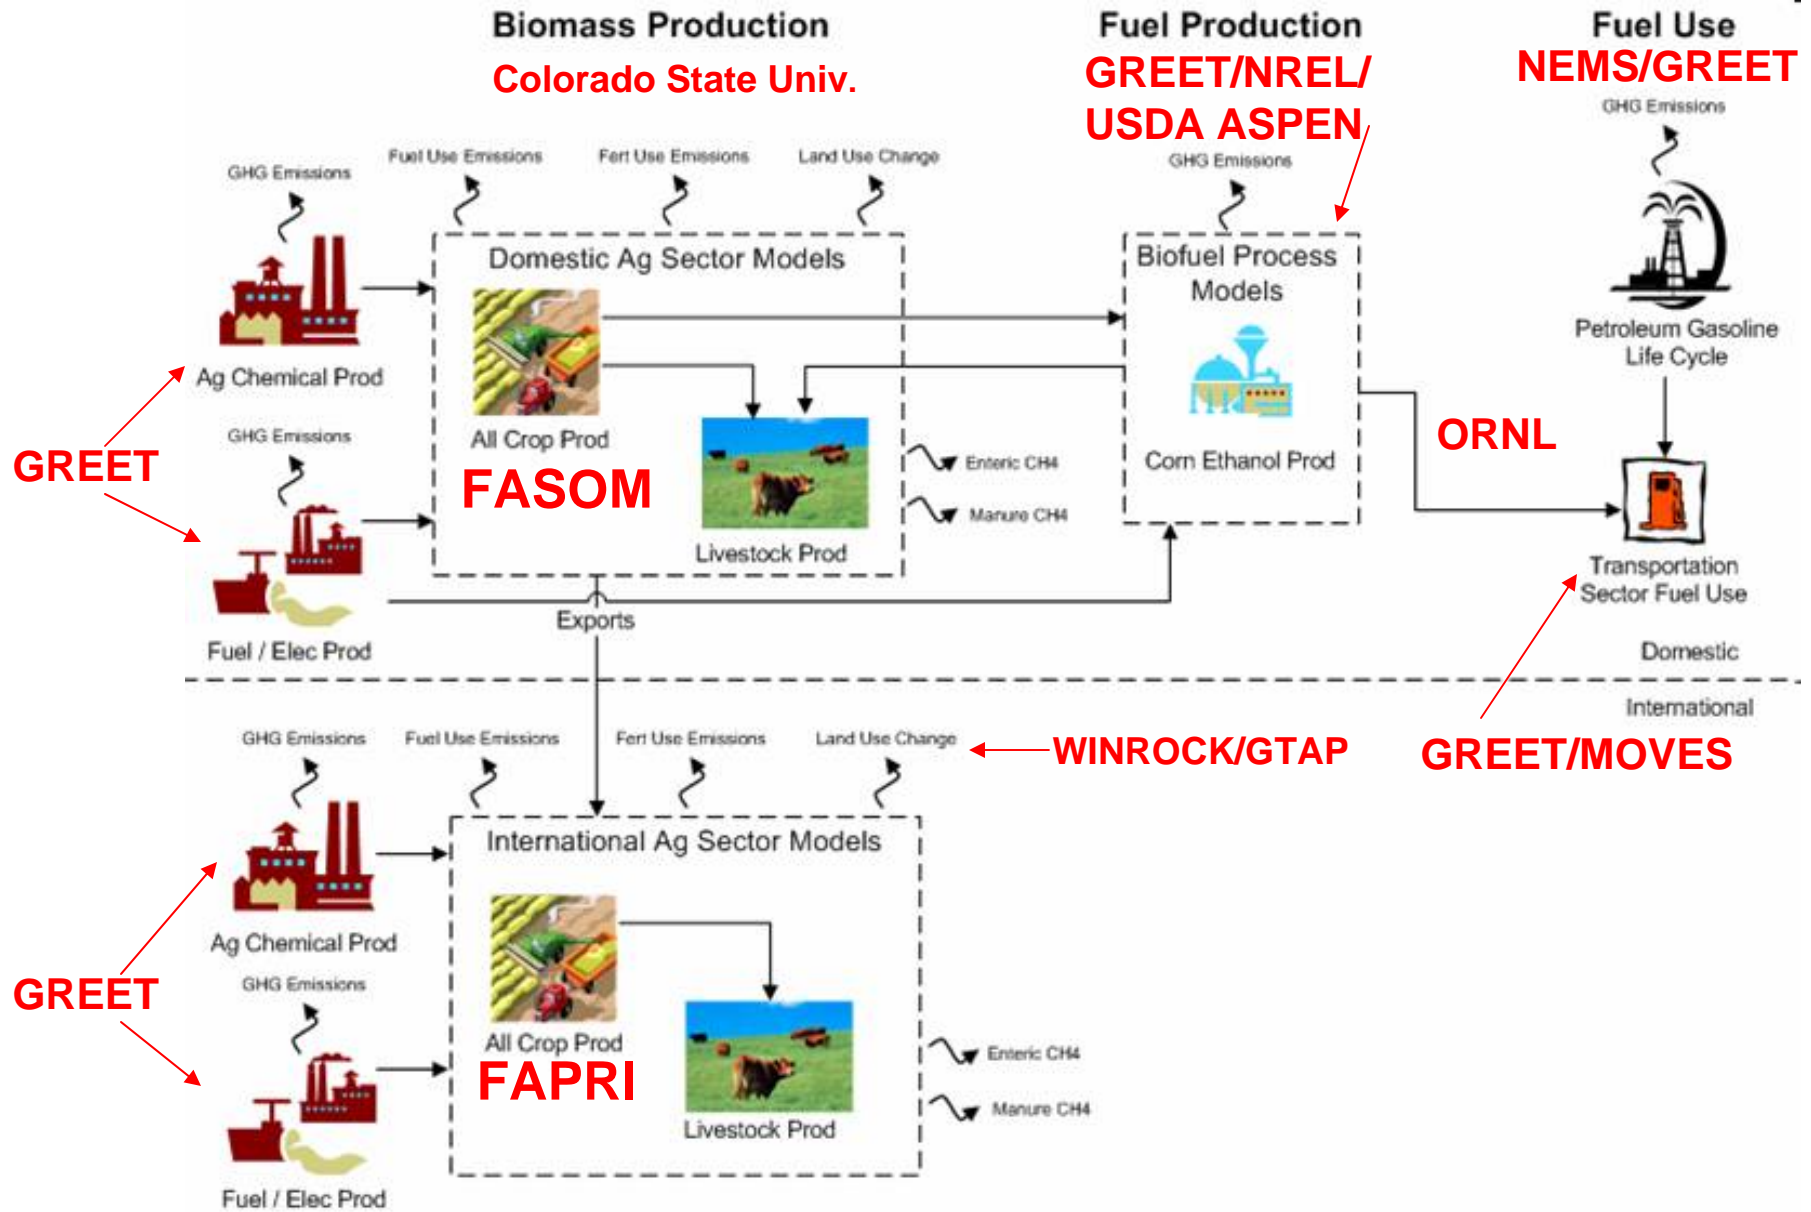 Biomass Production
Fuel Production
Fuel Use
Colorado State Univ.
GREET/NREL/
USDA ASPEN
NEMS/GREET
GHG Emissions
Fuel Use Emissions
Fert Use Emissions
Land Use Change
GHG Emissions
GHG Emissions
Domestic Ag Sector Models
Biofuel Process
Models
Petroleum Gasoline
Life Cycle
Ag Chemical Prod
GHG Emissions
All Crop Prod
GREET
FASOM
Enteric CH4
Manure CH4
Corn Ethanol Prod
ORNL
Livestock Prod
Transportation
Sector Fuel Use
Exports
Fuel / Elec Prod
Domestic
International
GHG Emissions
Fuel Use Emissions
Fert Use Emissions
Land Use Change
WINROCK/GTAP
GREET/MOVES
International Ag Sector Models
Ag Chemical Prod
GHG Emissions
GREET
All Crop Prod
FAPRI
Enteric CH4
Manure CH4
Livestock Prod
Fuel / Elec Prod